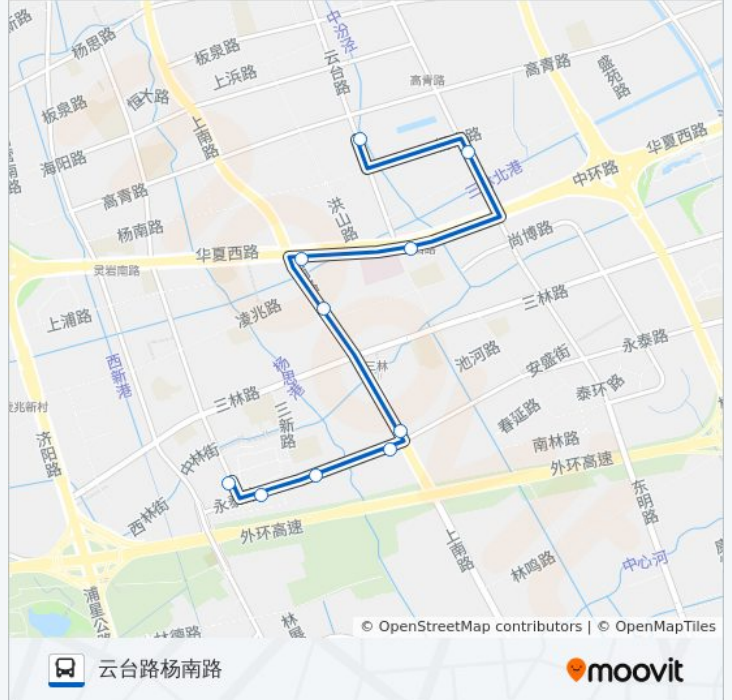 新路
杨思路
中汾泾
板泉路
云台路
上浜路
高青路
高青路
盛苑路
板泉路
恒大路
上南路
海阳路
路
华夏西路
中环路
三林北港
高青路
杨南路
洪山路
尚博路
华夏西路
灵岩南路
上浦路
凌兆路
三林路
永泰路
西新港
杨思港
三林
池河路
安盛街
泰环路
三林路
三新路
春延路
济阳路
中林街
南林路
外环高速
西林街
外环高速
东明路
上南路
林鸣路
中心河
浦星公路
© OpenStreetMap contributors | © OpenMapTiles
云台路杨南路
moovit